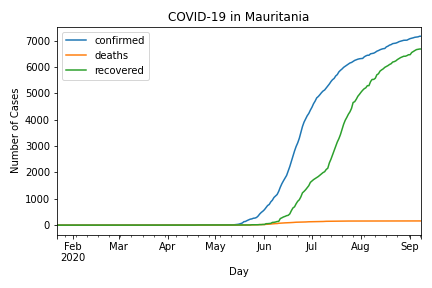 COVID-19 in Mauritania
confirmed
deaths
recovered
Number of Cases
7000
6000
5000
4000
3000
2000
1000
0
Feb Mar Apr May Jun Jul Aug Sep
2020
Day